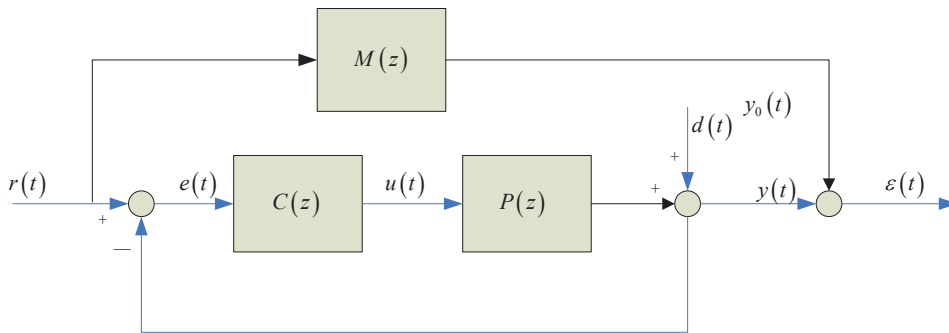 M(z)
y₀(t)
d(t)
+
r(t)
e(t)
C(z)
u(t)
P(z)
+
y(t)
ε(t)
+
—